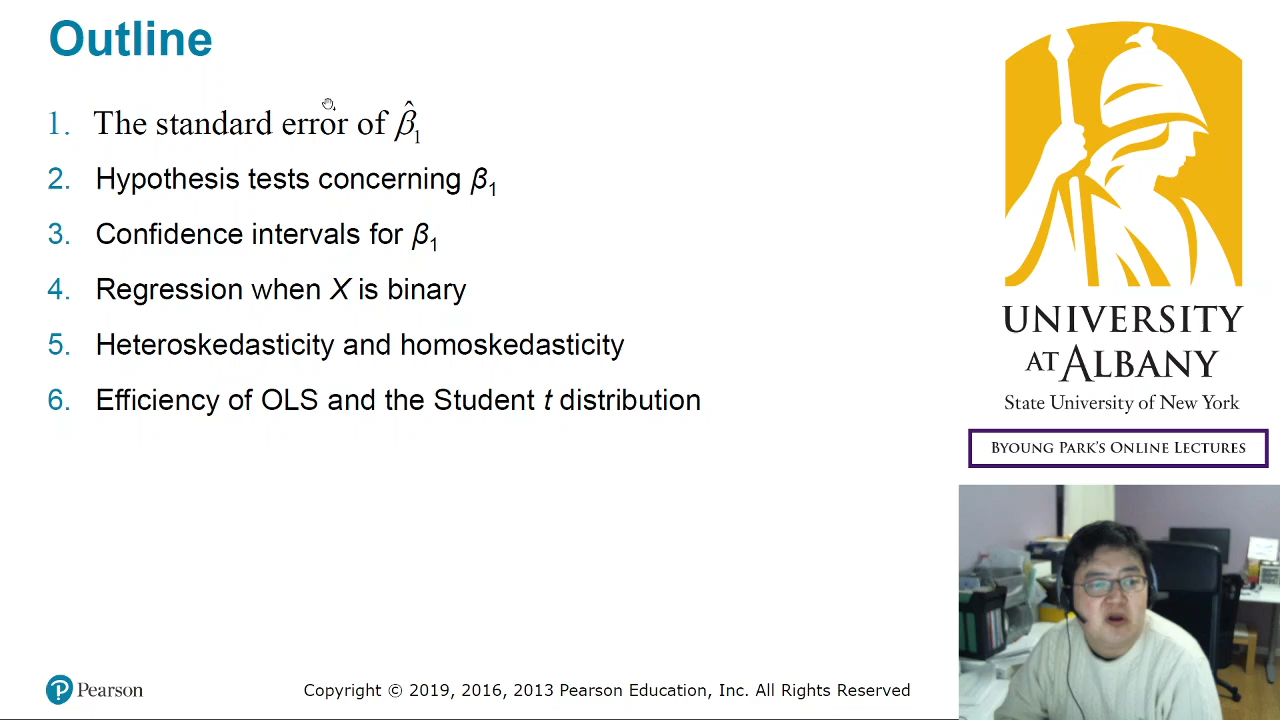 Outline
1. The standard error of β̂₁
2. Hypothesis tests concerning β₁
3. Confidence intervals for β₁
4. Regression when X is binary
5. Heteroskedasticity and homoskedasticity
6. Efficiency of OLS and the Student t distribution
Pearson
Copyright © 2019, 2016, 2013 Pearson Education, Inc. All Rights Reserved
UNIVERSITY
AT ALBANY
State University of New York
BYOUNG PARK'S ONLINE LECTURES